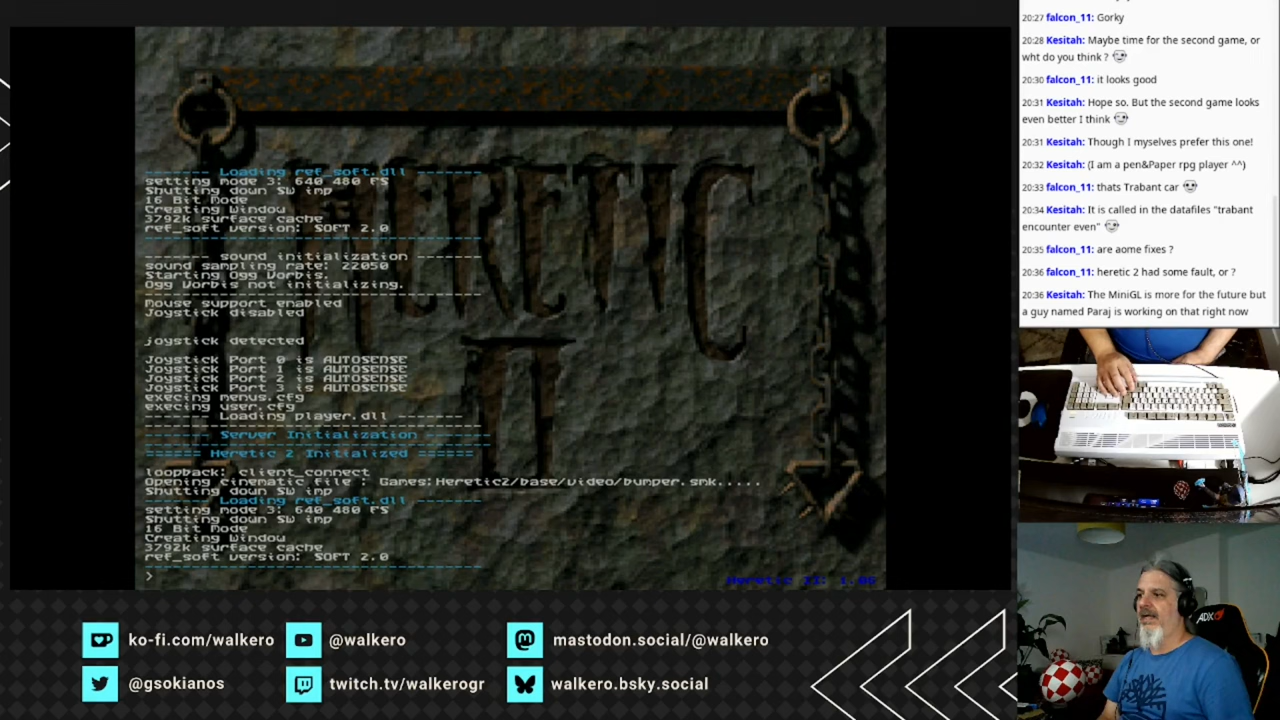 ------- Loading ref_soft.dll -------
setting mode 3: 640 480 FS
Shutting down SW imp
16 Bit Mode
Creating Window
3792k surface cache
ref_soft version: SOFT 2.0
------- sound initialization -------
sound sampling rate: 22050
Starting Ogg Vorbis.
Ogg Vorbis not initializing.
Mouse support enabled
Joystick disabled
joystick detected
Joystick Port 0 is AUTOSENSE
Joystick Port 1 is AUTOSENSE
Joystick Port 2 is AUTOSENSE
Joystick Port 3 is AUTOSENSE
execing menus.cfg
execing user.cfg
------- Loading player.dll -------
------- Server Initialization -------
====== Heretic 2 Initialized ======
loopback: client_connect
Opening cinematic file : Games:Heretic2/base/video/bumper.smk.....
Shutting down SW imp
------- Loading ref_soft.dll -------
setting mode 3: 640 480 FS
Shutting down SW imp
16 Bit Mode
Creating Window
3792k surface cache
ref_soft version: SOFT 2.0
>
HERETIC
II
20:27 falcon_11: Gorky
20:28 Kesitah: Maybe time for the second game, or
wht do you think ?
20:30 falcon_11: it looks good
20:31 Kesitah: Hope so. But the second game looks
even better I think
20:31 Kesitah: Though I myselves prefer this one!
20:32 Kesitah: (I am a pen&Paper rpg player ^^)
20:33 falcon_11: thats Trabant car
20:34 Kesitah: It is called in the datafiles "trabant
encounter even"
20:35 falcon_11: are aome fixes ?
20:36 falcon_11: heretic 2 had some fault, or ?
20:36 Kesitah: The MiniGL is more for the future but
a guy named Paraj is working on that right now
ADX
ko-fi.com/walkero
@walkero
mastodon.social/@walkero
@gsokianos
twitch.tv/walkerogr
walkero.bsky.social